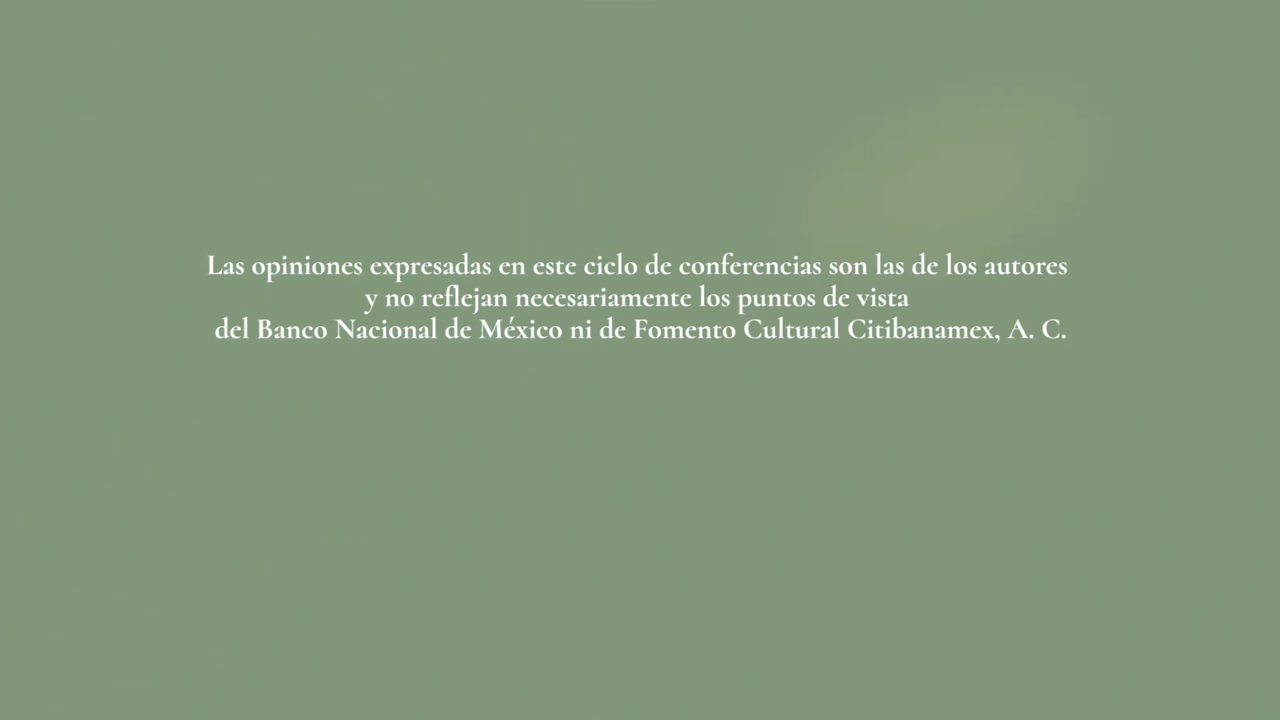 Las opiniones expresadas en este ciclo de conferencias son las de los autores
y no reflejan necesariamente los puntos de vista
del Banco Nacional de México ni de Fomento Cultural Citibanamex, A. C.